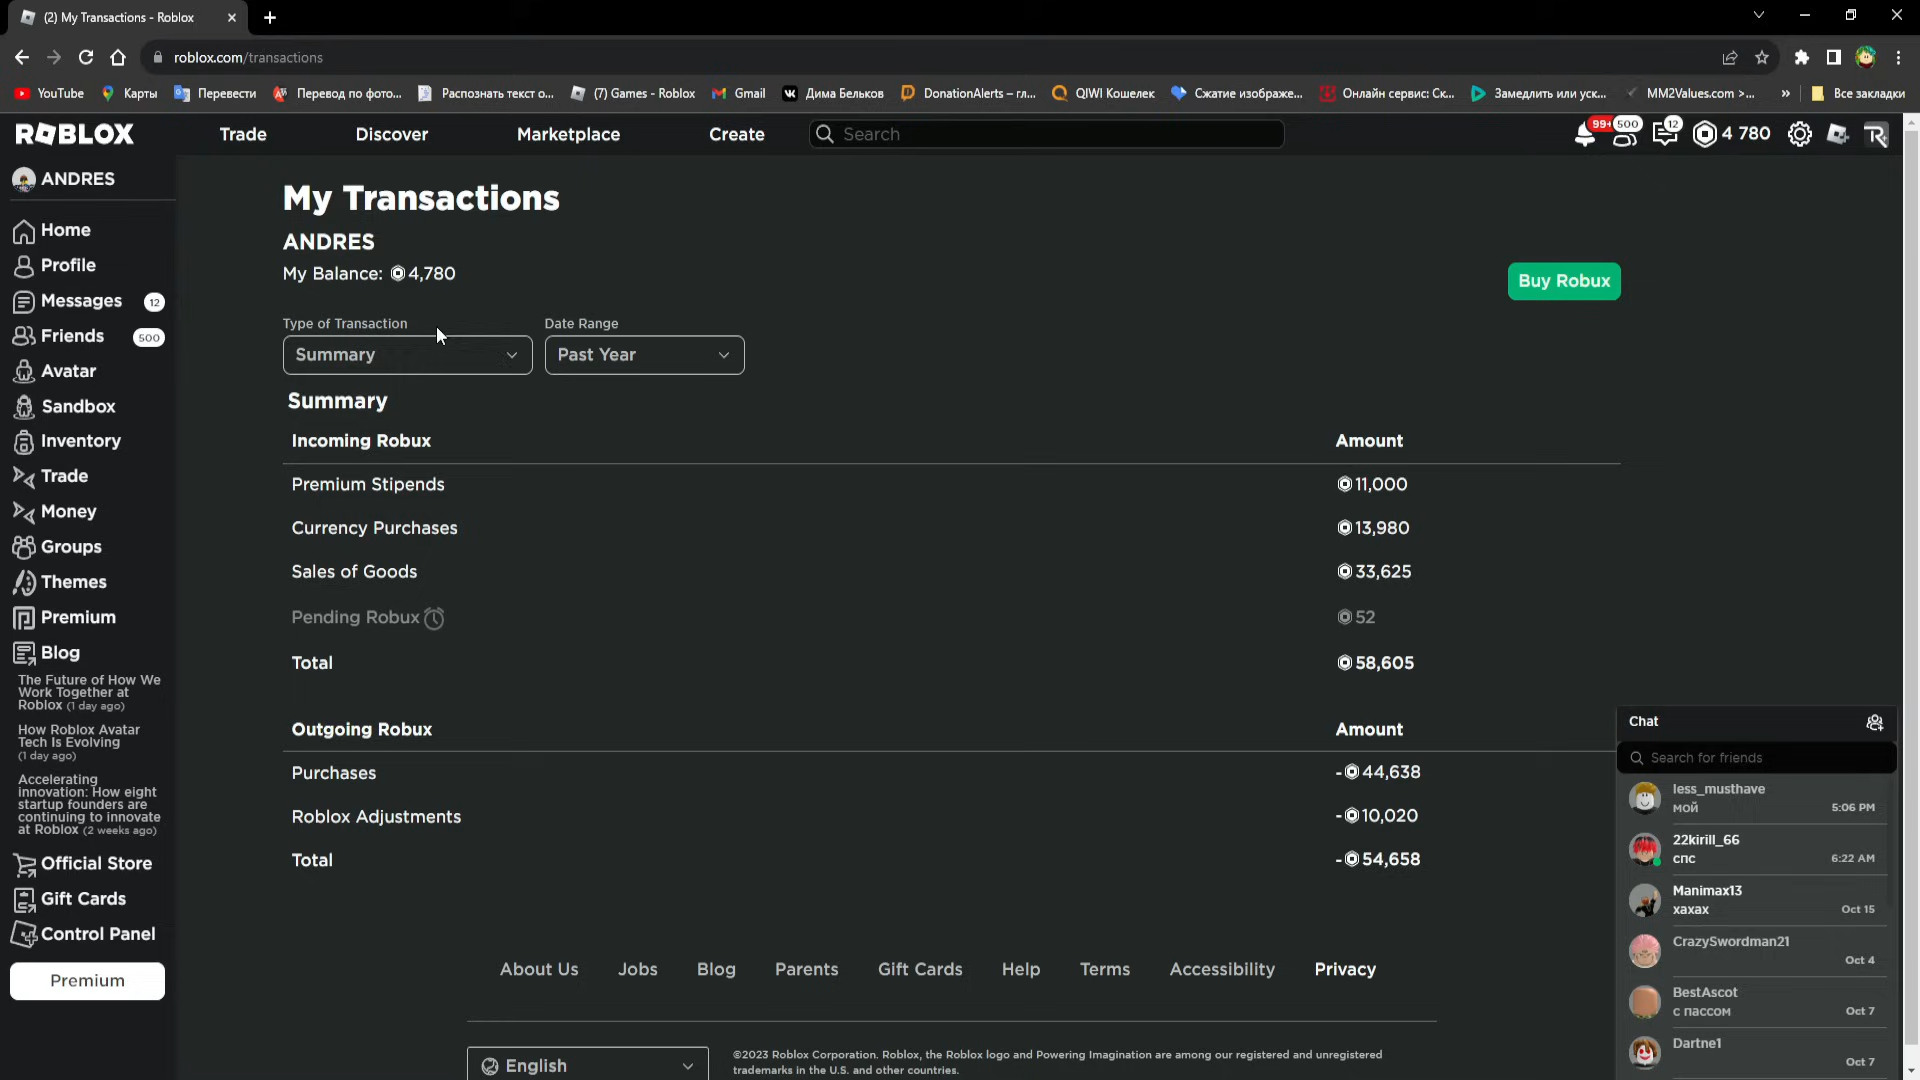 (2) My Transactions - Roblox
roblox.com/transactions
YouTube
Карты
Перевести
Перевод по фото...
Распознать текст о...
(7) Games - Roblox
Gmail
Дима Бельков
DonationAlerts – гл...
QIWI Кошелек
Сжатие изображе...
Онлайн сервис: Ск...
Замедлить или уск...
MM2Values.com >...
»
Все закладки
ROBLOX
Trade
Discover
Marketplace
Create
Search
99+
500
12
4 780
ANDRES
Home
Profile
Messages 12
Friends 500
Avatar
Sandbox
Inventory
Trade
Money
Groups
Themes
Premium
Blog
The Future of How We
Work Together at
Roblox (1 day ago)
How Roblox Avatar
Tech Is Evolving
(1 day ago)
Accelerating
innovation: How eight
startup founders are
continuing to innovate
at Roblox (2 weeks ago)
Official Store
Gift Cards
Control Panel
Premium
My Transactions
ANDRES
My Balance: 4,780
Buy Robux
Type of Transaction
Date Range
Summary
Past Year
Summary
Incoming Robux Amount
Premium Stipends 11,000
Currency Purchases 13,980
Sales of Goods 33,625
Pending Robux 52
Total 58,605
Outgoing Robux Amount
Purchases -44,638
Roblox Adjustments -10,020
Total -54,658
About Us
Jobs
Blog
Parents
Gift Cards
Help
Terms
Accessibility
Privacy
English
©2023 Roblox Corporation. Roblox, the Roblox logo and Powering Imagination are among our registered and unregistered
trademarks in the U.S. and other countries.
Chat
Search for friends
less_musthave
мой 5:06 PM
22kirill_66
спс 6:22 AM
Manimax13
хахах Oct 15
CrazySwordman21
Oct 4
BestAscot
с пассом Oct 7
Dartne1
Oct 7